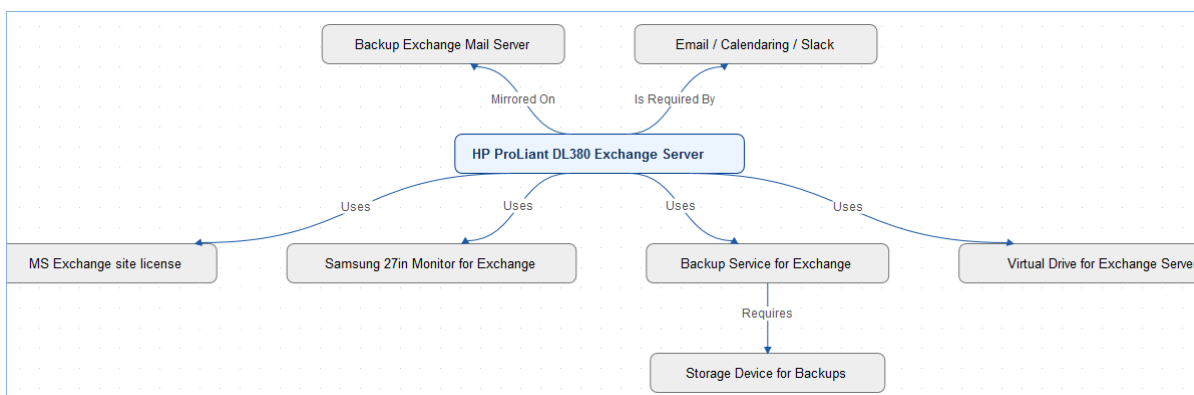 Backup Exchange Mail Server
Email / Calendaring / Slack
Mirrored On
Is Required By
HP ProLiant DL380 Exchange Server
Uses
Uses
Uses
Uses
MS Exchange site license
Samsung 27in Monitor for Exchange
Backup Service for Exchange
Virtual Drive for Exchange Server
Requires
Storage Device for Backups